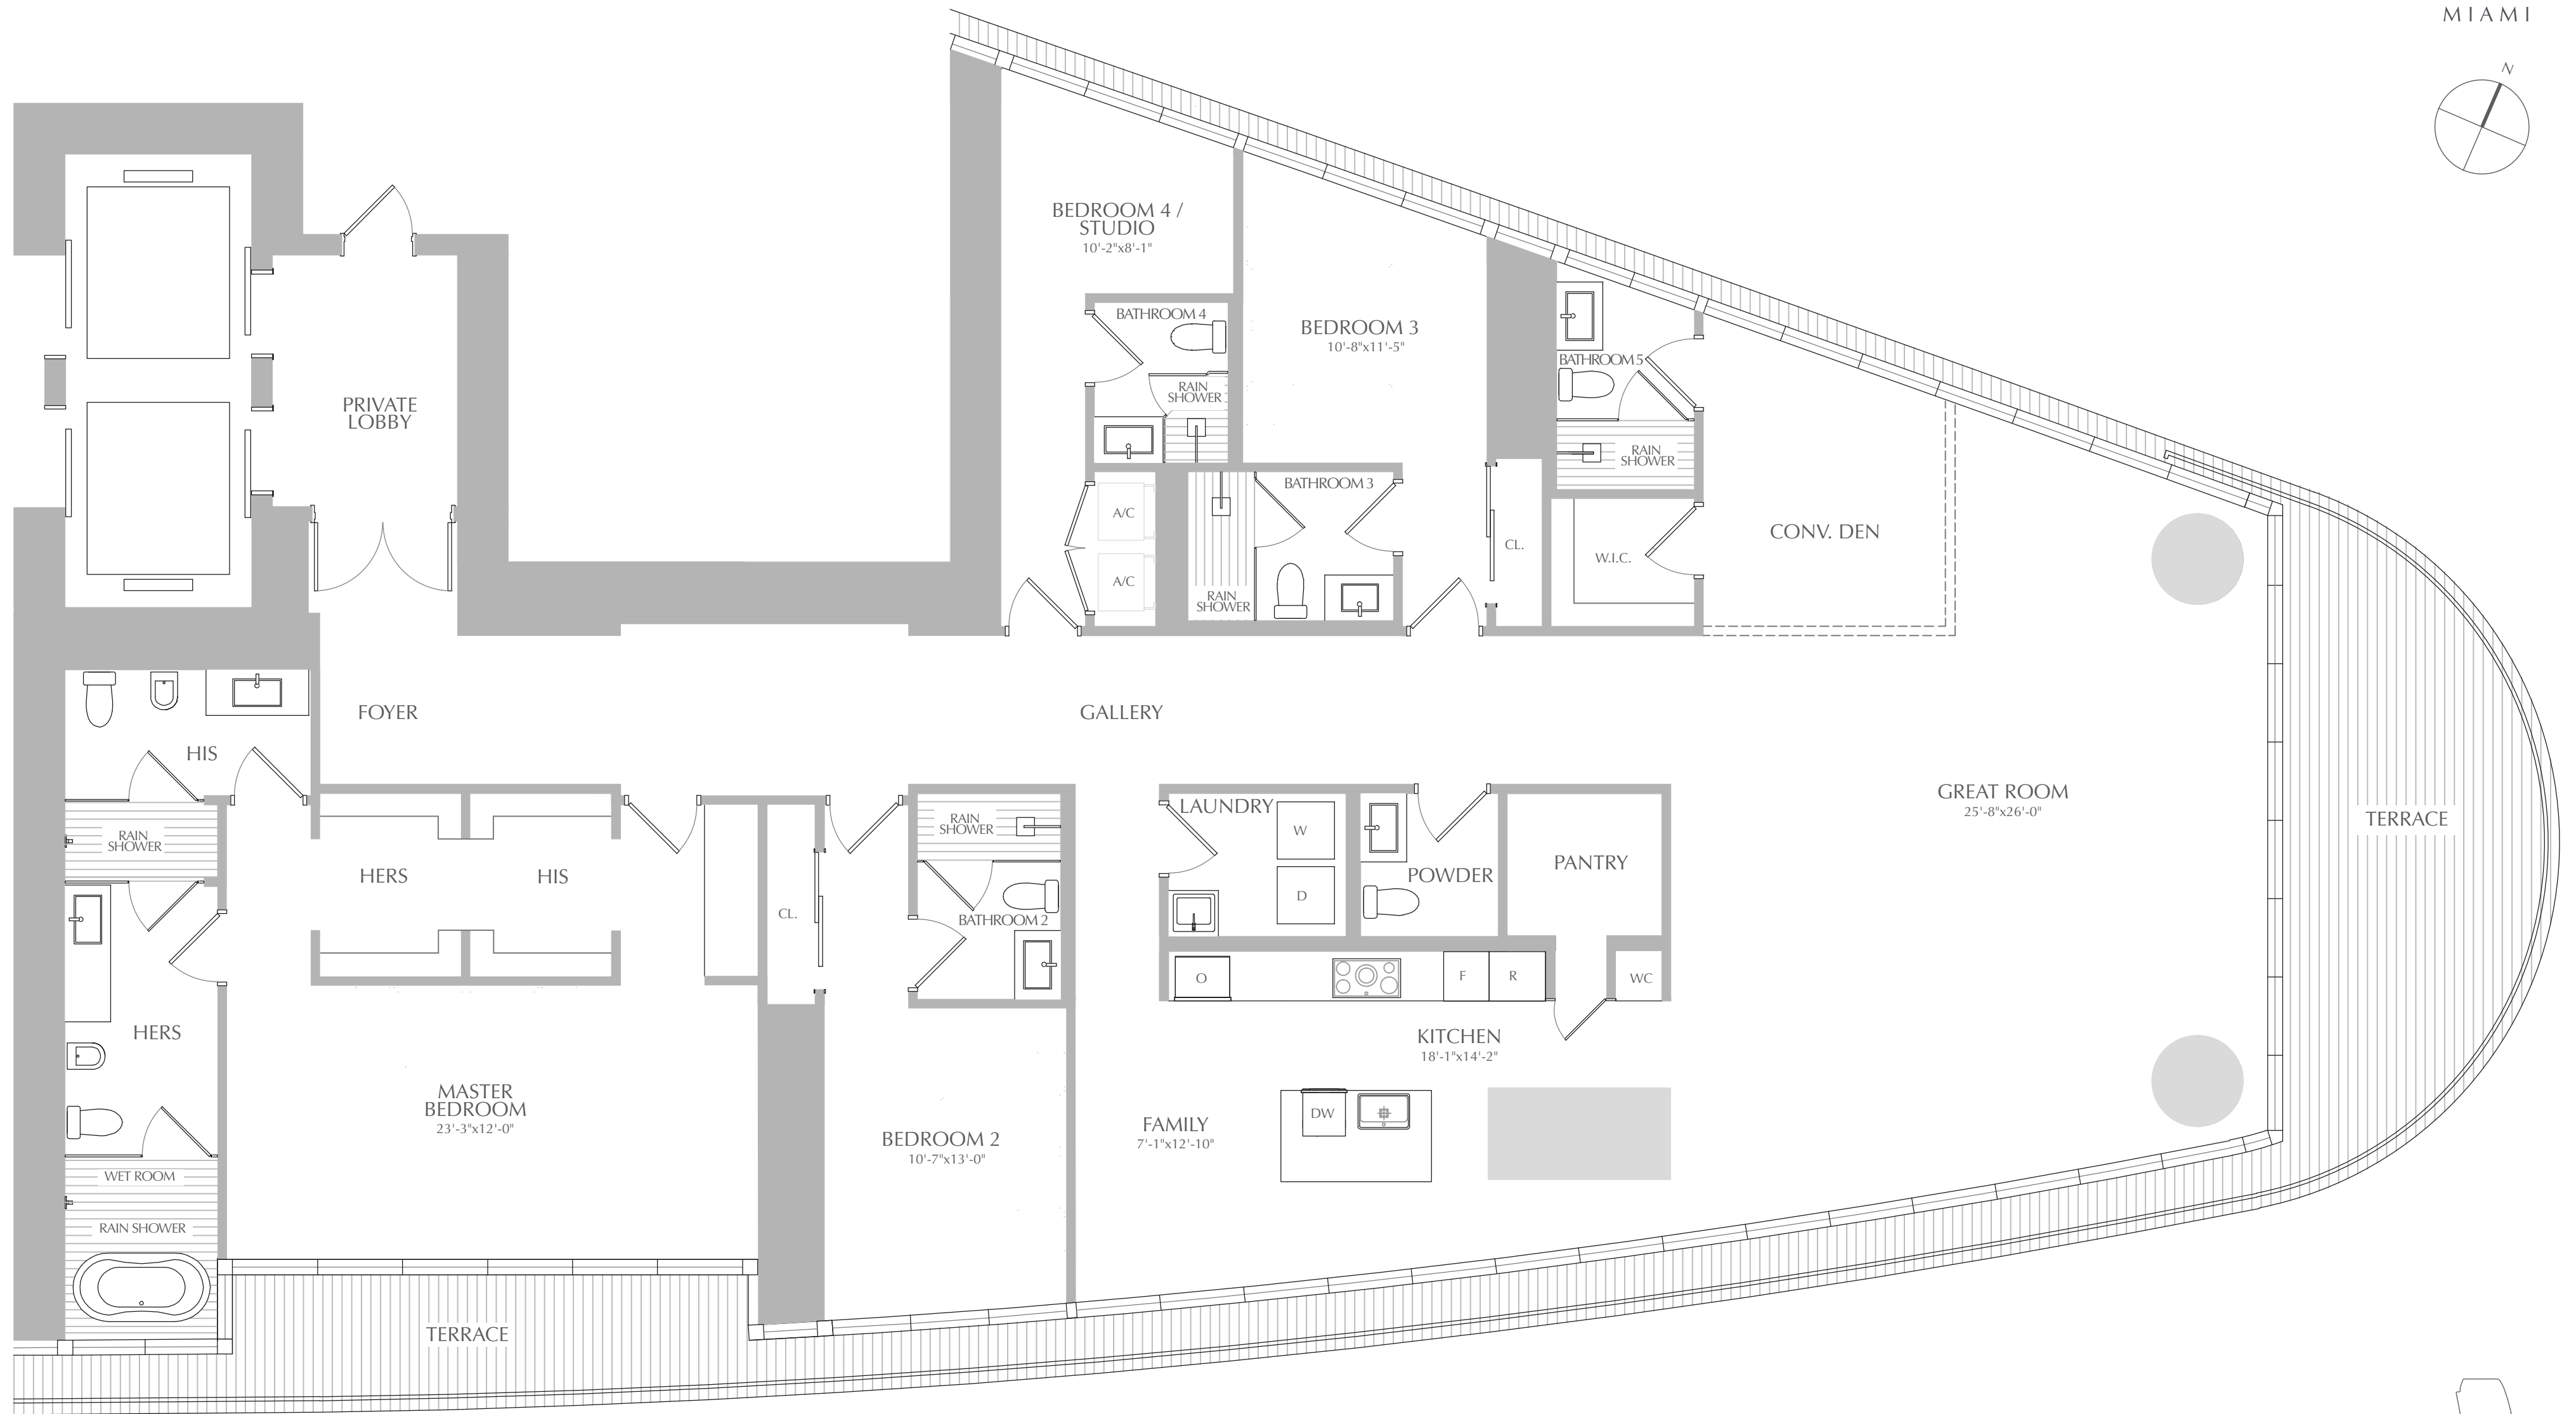 MIAMI
N
BEDROOM 4 /
STUDIO
10'-2"x8'-1"
BATHROOM 4
RAIN
SHOWER
BEDROOM 3
10'-8"x11'-5"
BATHROOM 5
RAIN
SHOWER
PRIVATE
LOBBY
A/C
A/C
BATHROOM 3
RAIN
SHOWER
CL.
W.I.C.
CONV. DEN
FOYER
GALLERY
HIS
RAIN
SHOWER
HERS
HIS
CL.
RAIN
SHOWER
BATHROOM 2
LAUNDRY
W
D
POWDER
PANTRY
GREAT ROOM
25'-8"x26'-0"
TERRACE
O
F
R
WC
KITCHEN
18'-1"x14'-2"
HERS
MASTER
BEDROOM
23'-3"x12'-0"
BEDROOM 2
10'-7"x13'-0"
FAMILY
7'-1"x12'-10"
DW
WET ROOM
RAIN SHOWER
TERRACE